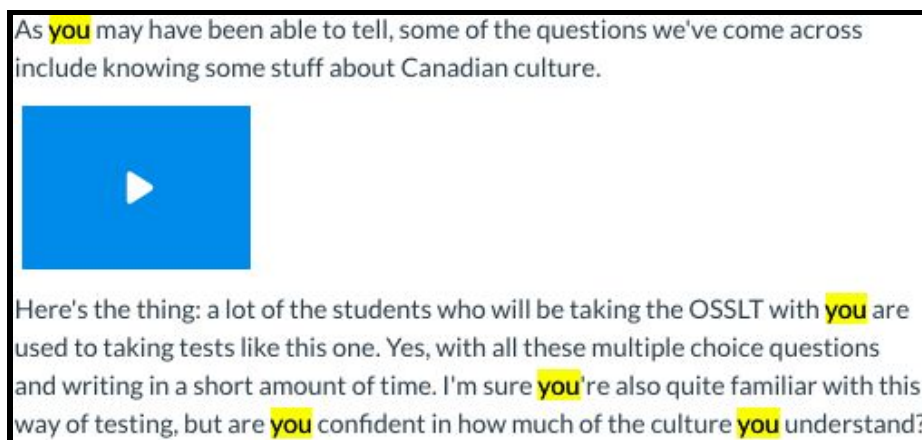 As you may have been able to tell, some of the questions we've come across
include knowing some stuff about Canadian culture.
Here's the thing: a lot of the students who will be taking the OSSLT with you are
used to taking tests like this one. Yes, with all these multiple choice questions
and writing in a short amount of time. I'm sure you're also quite familiar with this
way of testing, but are you confident in how much of the culture you understand?